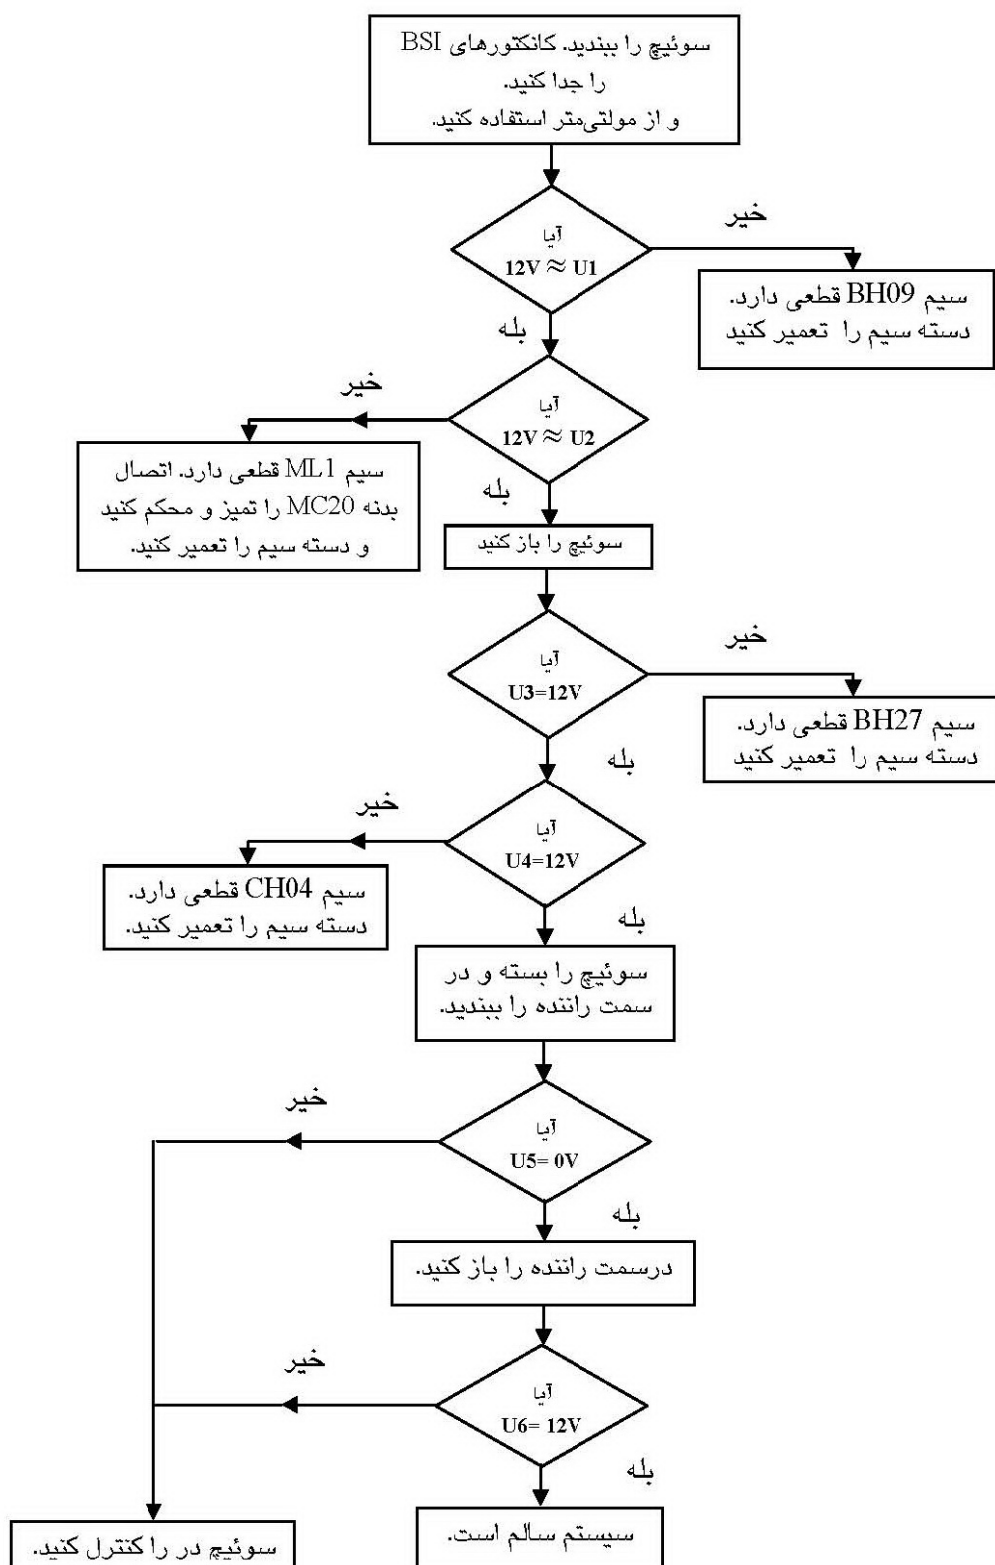 سوئیچ را ببندید. کانکتورهای BSI
را جدا کنید.
و از مولتی‌متر استفاده کنید.
خیر
آیا
12V ≈ U1
سیم BH09 قطعی دارد.
دسته سیم را تعمیر کنید
بله
خیر
آیا
12V ≈ U2
سیم ML1 قطعی دارد. اتصال
بدنه MC20 را تمیز و محکم کنید
و دسته سیم را تعمیر کنید.
بله
سوئیچ را باز کنید
خیر
آیا
U3=12V
سیم BH27 قطعی دارد.
دسته سیم را تعمیر کنید
بله
خیر
آیا
U4=12V
سیم CH04 قطعی دارد.
دسته سیم را تعمیر کنید.
بله
سوئیچ را بسته و در
سمت راننده را ببندید.
خیر
آیا
U5= 0V
بله
درسمت راننده را باز کنید.
خیر
آیا
U6= 12V
بله
سیستم سالم است.
سوئیچ در را کنترل کنید.